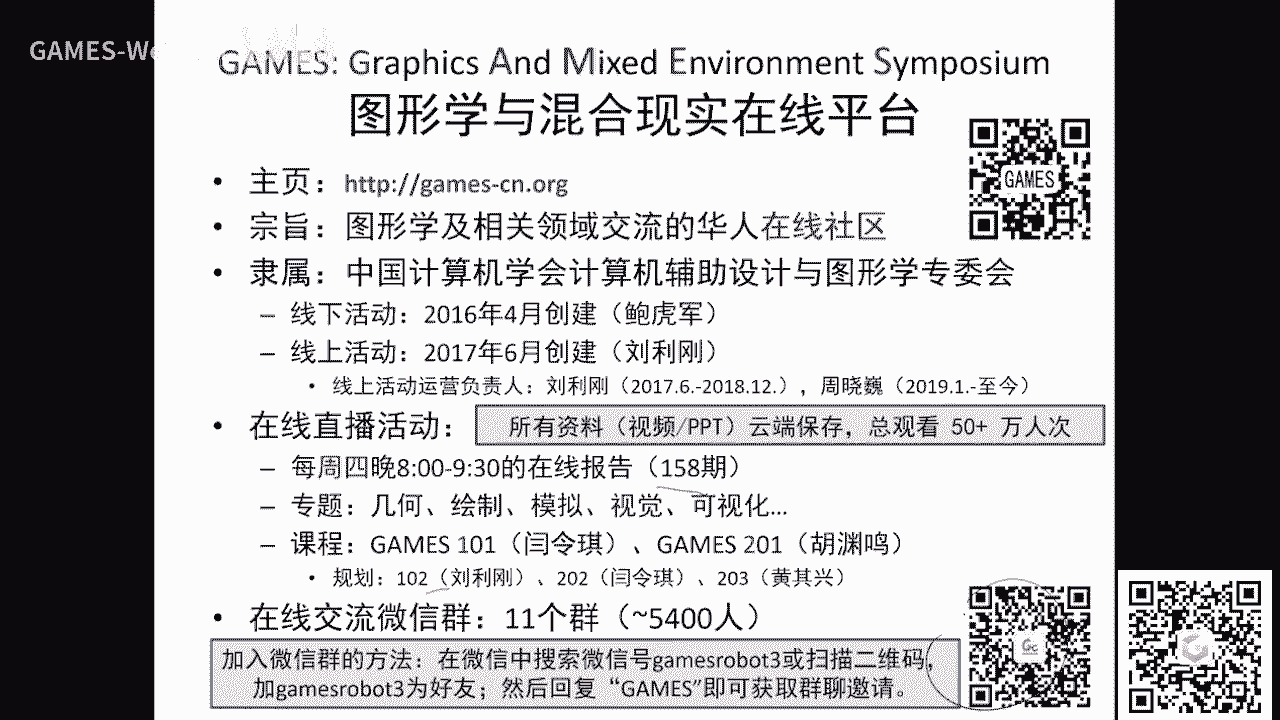 GAMES-We
GAMES: Graphics And Mixed Environment Symposium
图形学与混合现实在线平台
GAMES
• 主页：http://games-cn.org
• 宗旨：图形学及相关领域交流的华人在线社区
• 隶属：中国计算机学会计算机辅助设计与图形学专委会
– 线下活动：2016年4月创建（鲍虎军）
– 线上活动：2017年6月创建（刘利刚）
• 线上活动运营负责人：刘利刚（2017.6.-2018.12.），周晓巍（2019.1.-至今）
• 在线直播活动：
所有资料（视频/PPT）云端保存，总观看 50+ 万人次
– 每周四晚8:00-9:30的在线报告（158期）
– 专题：几何、绘制、模拟、视觉、可视化…
– 课程：GAMES 101（闫令琪）、GAMES 201（胡渊鸣）
• 规划：102（刘利刚）、202（闫令琪）、203（黄其兴）
• 在线交流微信群：11个群（~5400人）
加入微信群的方法：在微信中搜索微信号gamesrobot3或扫描二维码，
加gamesrobot3为好友；然后回复“GAMES”即可获取群聊邀请。